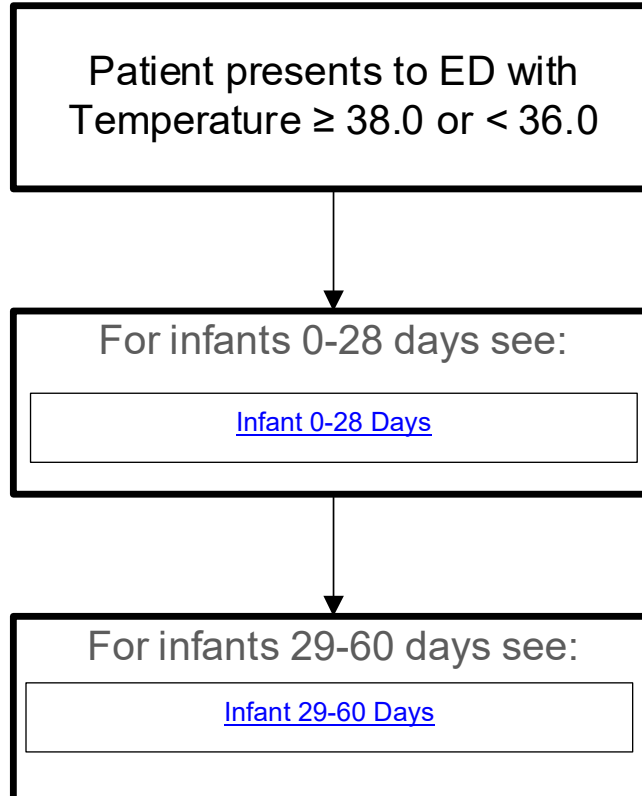 Patient presents to ED with
Temperature ≥ 38.0 or < 36.0
For infants 0-28 days see:
Infant 0-28 Days
For infants 29-60 days see:
Infant 29-60 Days